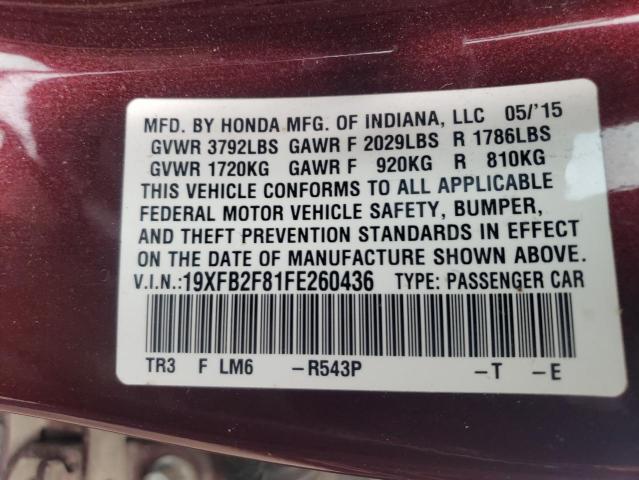 MFD. BY HONDA MFG. OF INDIANA, LLC 05/'15
GVWR 3792LBS GAWR F 2029LBS R 1786LBS
GVWR 1720KG GAWR F 920KG R 810KG
THIS VEHICLE CONFORMS TO ALL APPLICABLE
FEDERAL MOTOR VEHICLE SAFETY, BUMPER,
AND THEFT PREVENTION STANDARDS IN EFFECT
ON THE DATE OF MANUFACTURE SHOWN ABOVE.
V.I.N.:19XFB2F81FE260436 TYPE: PASSENGER CAR
TR3 F LM6 –R543P –T –E